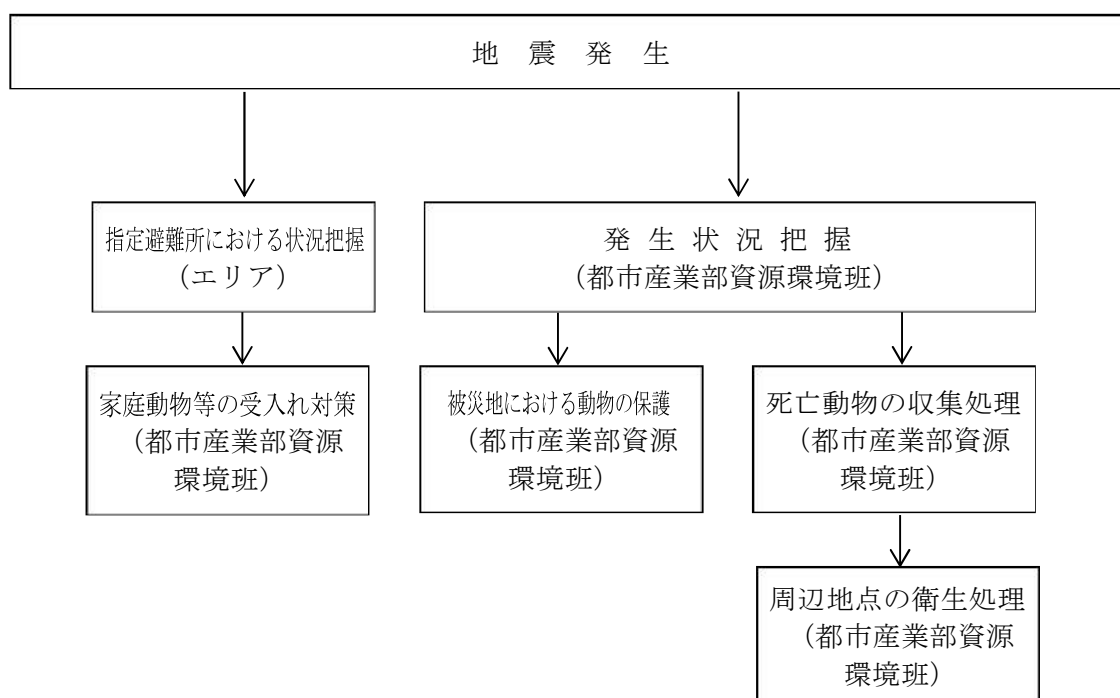 地　震　発　生
指定避難所における状況把握
（エリア）
発 生 状 況 把 握
（都市産業部資源環境班）
家庭動物等の受入れ対策
（都市産業部資源
環境班）
被災地における動物の保護
（都市産業部資源
環境班）
死亡動物の収集処理
（都市産業部資源
環境班）
周辺地点の衛生処理
（都市産業部資源
環境班）